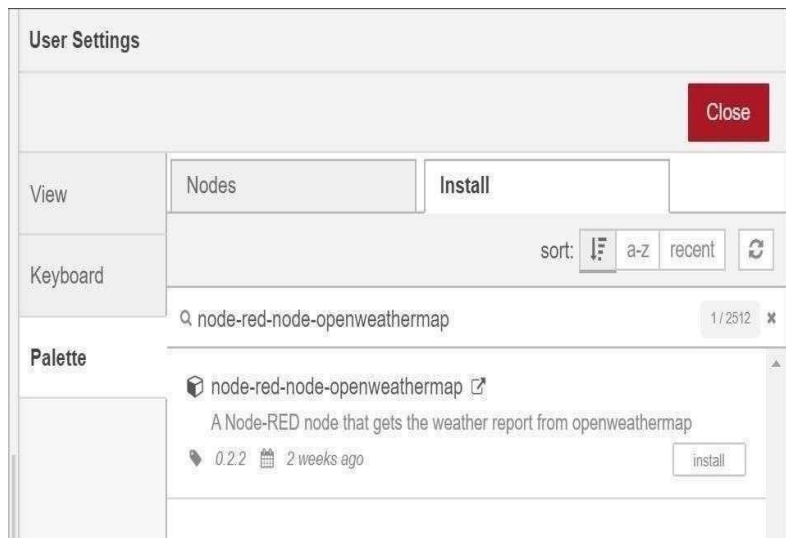 User Settings
Close
View
Keyboard
Palette
Nodes
Install
sort: a-z recent
node-red-node-openweathermap 1 / 2512
node-red-node-openweathermap
A Node-RED node that gets the weather report from openweathermap
0.2.2 2 weeks ago
install